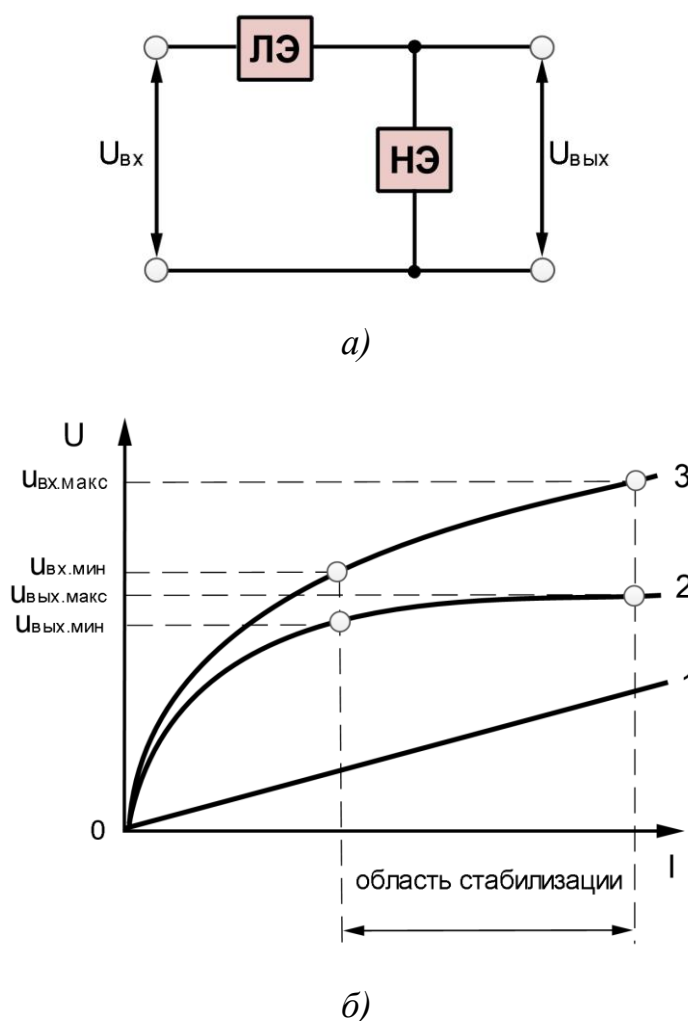 ЛЭ
НЭ
Uвх
Uвых
а)
U
uвх.макс
3
uвх.мин
uвых.макс
2
uвых.мин
1
0
I
область стабилизации
б)